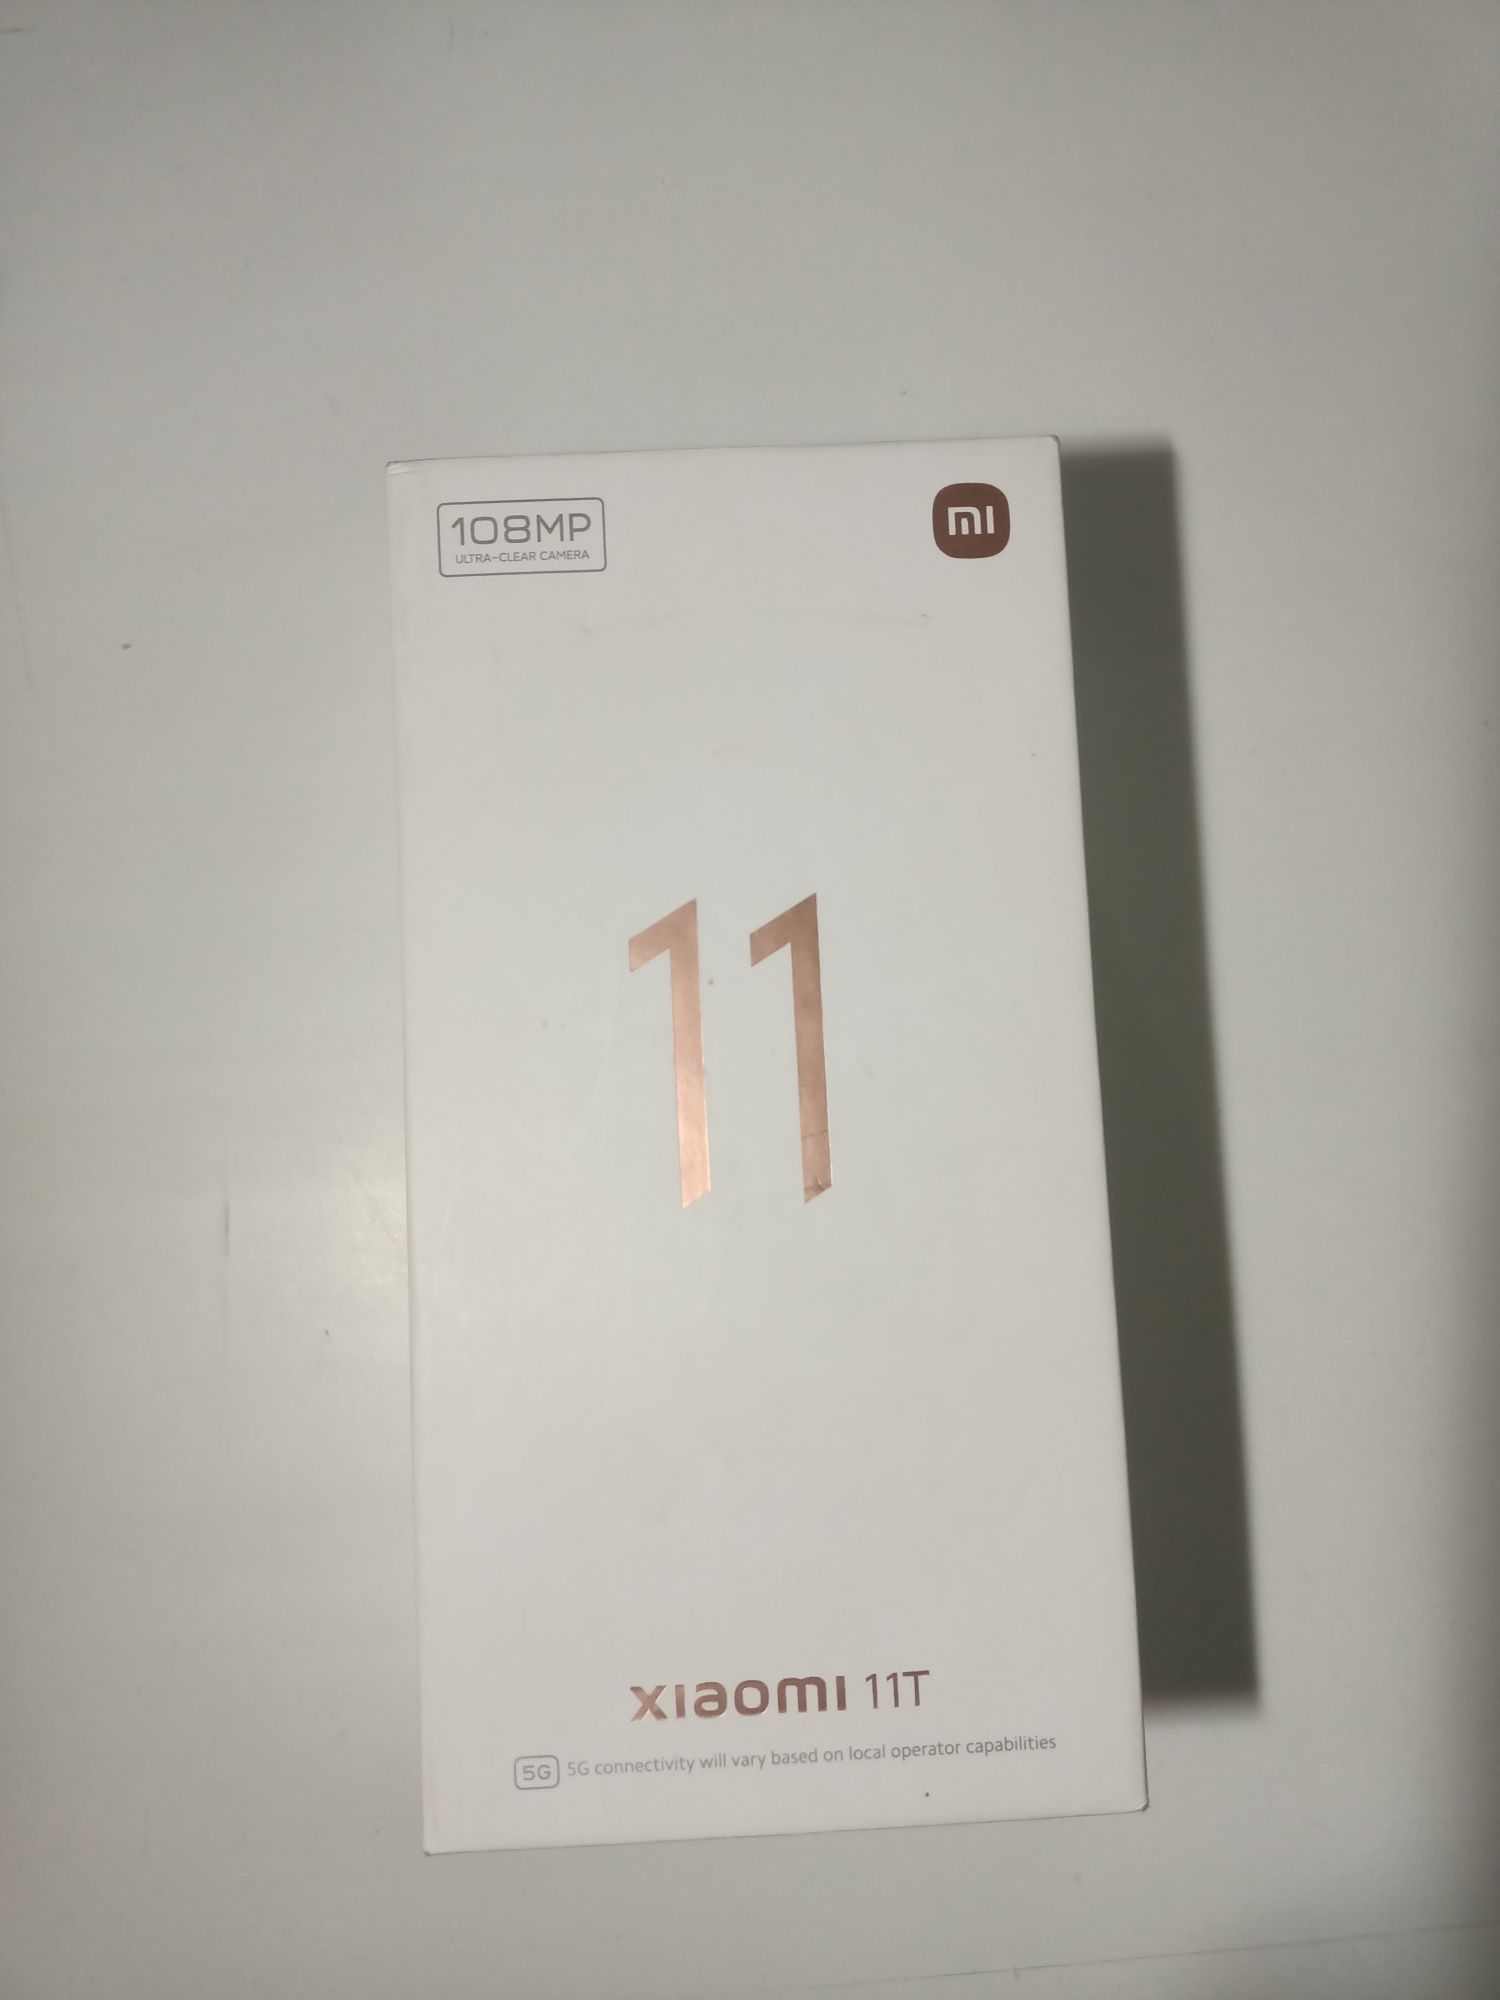 108MP
ULTRA-CLEAR CAMERA
mi
11
xiaomi 11T
5G 5G connectivity will vary based on local operator capabilities